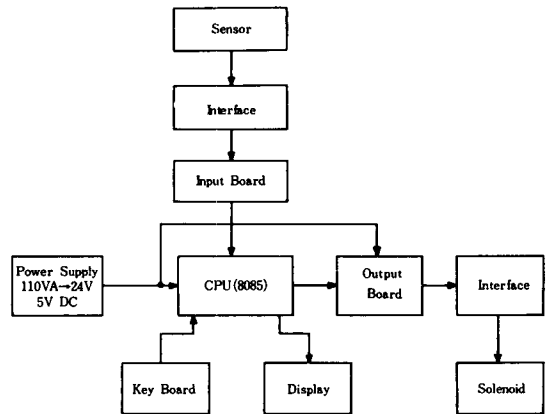 Sensor
Interface
Input Board
Power Supply
110VA→24V
5V DC
CPU(8085)
Output
Board
Interface
Key Board
Display
Solenoid